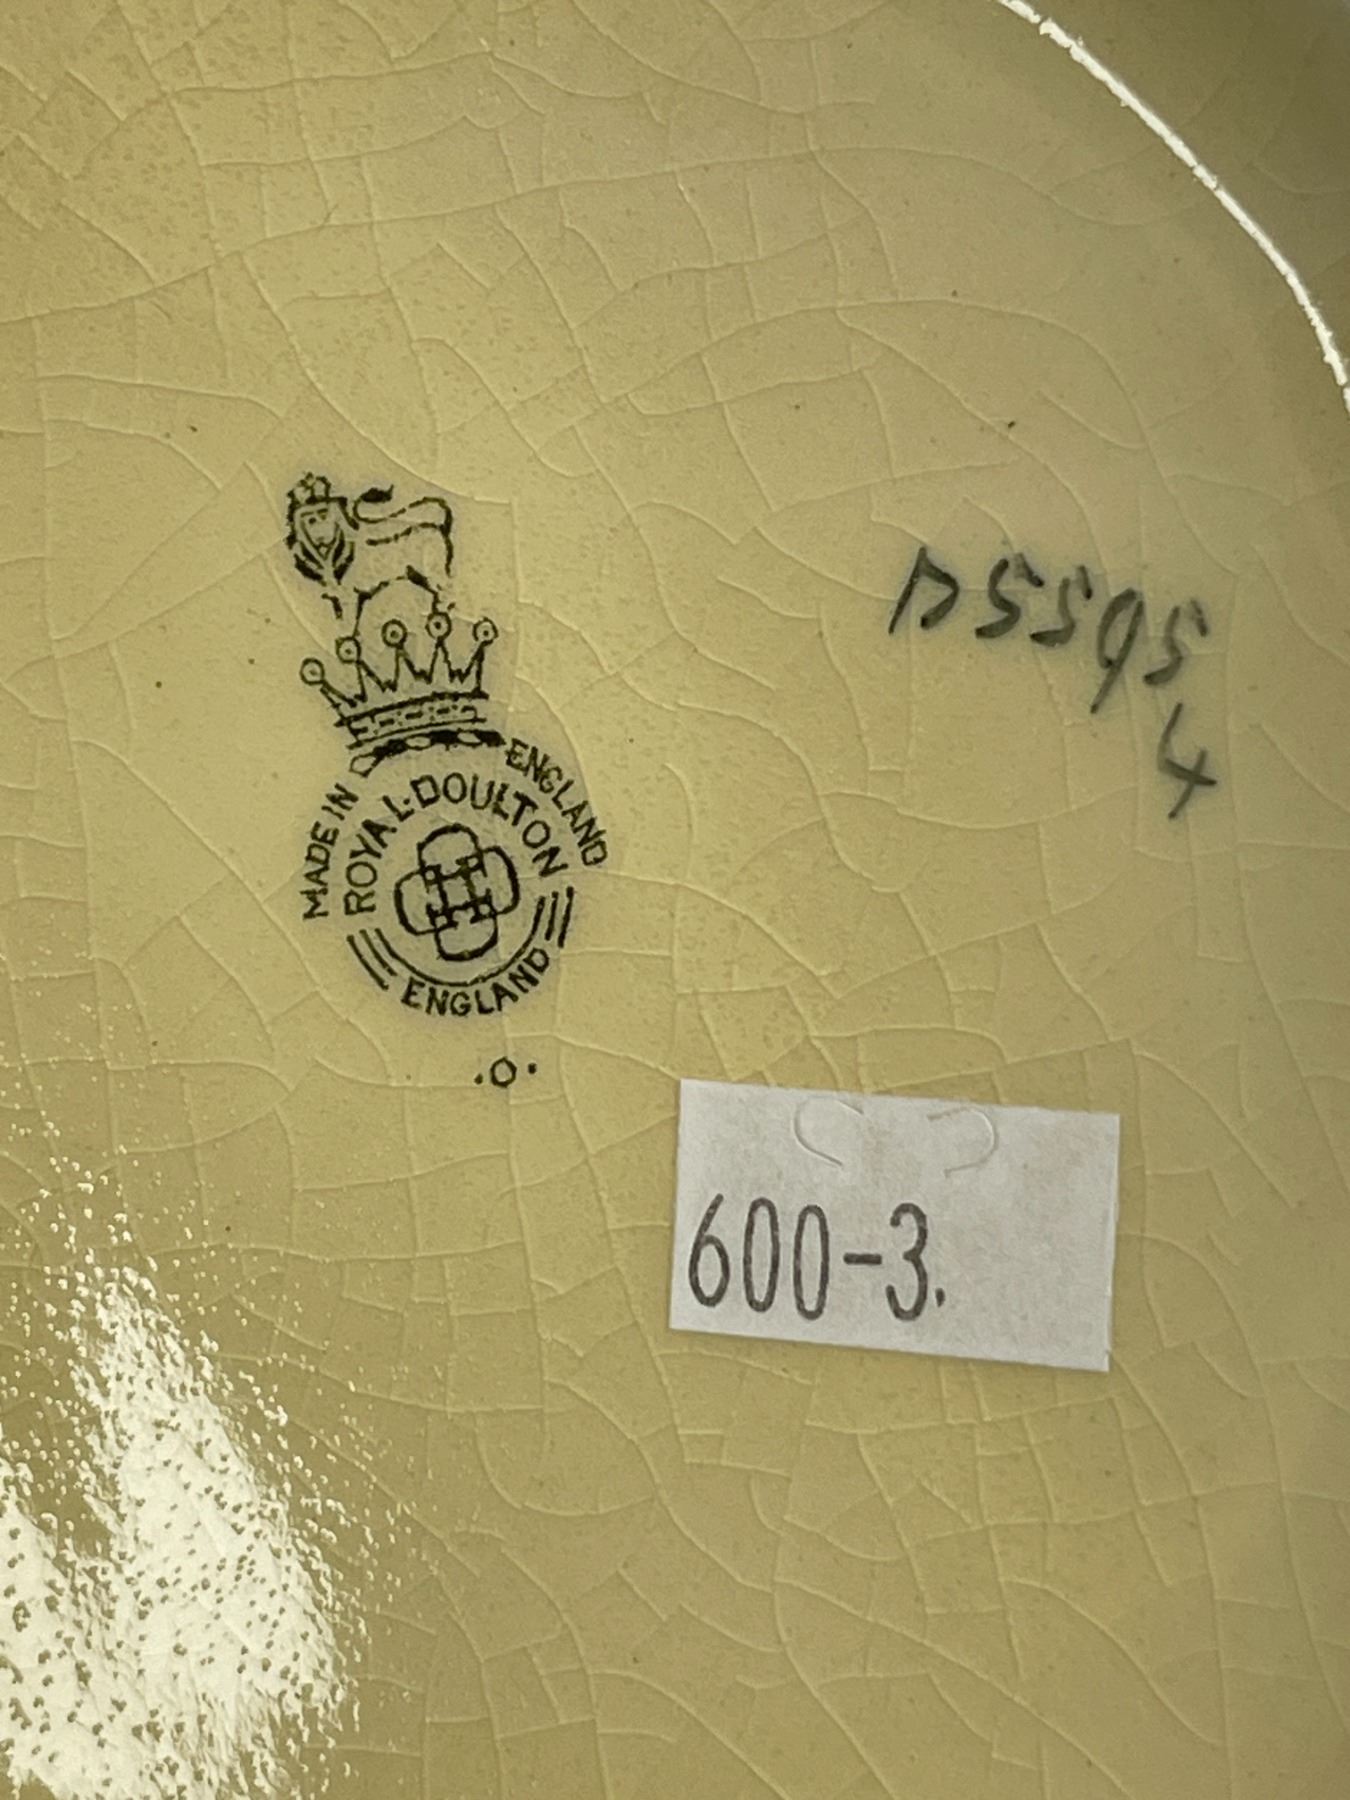 MADE IN ENGLAND
ROYAL·DOULTON
ENGLAND
.O.
D5595
4
600-3.